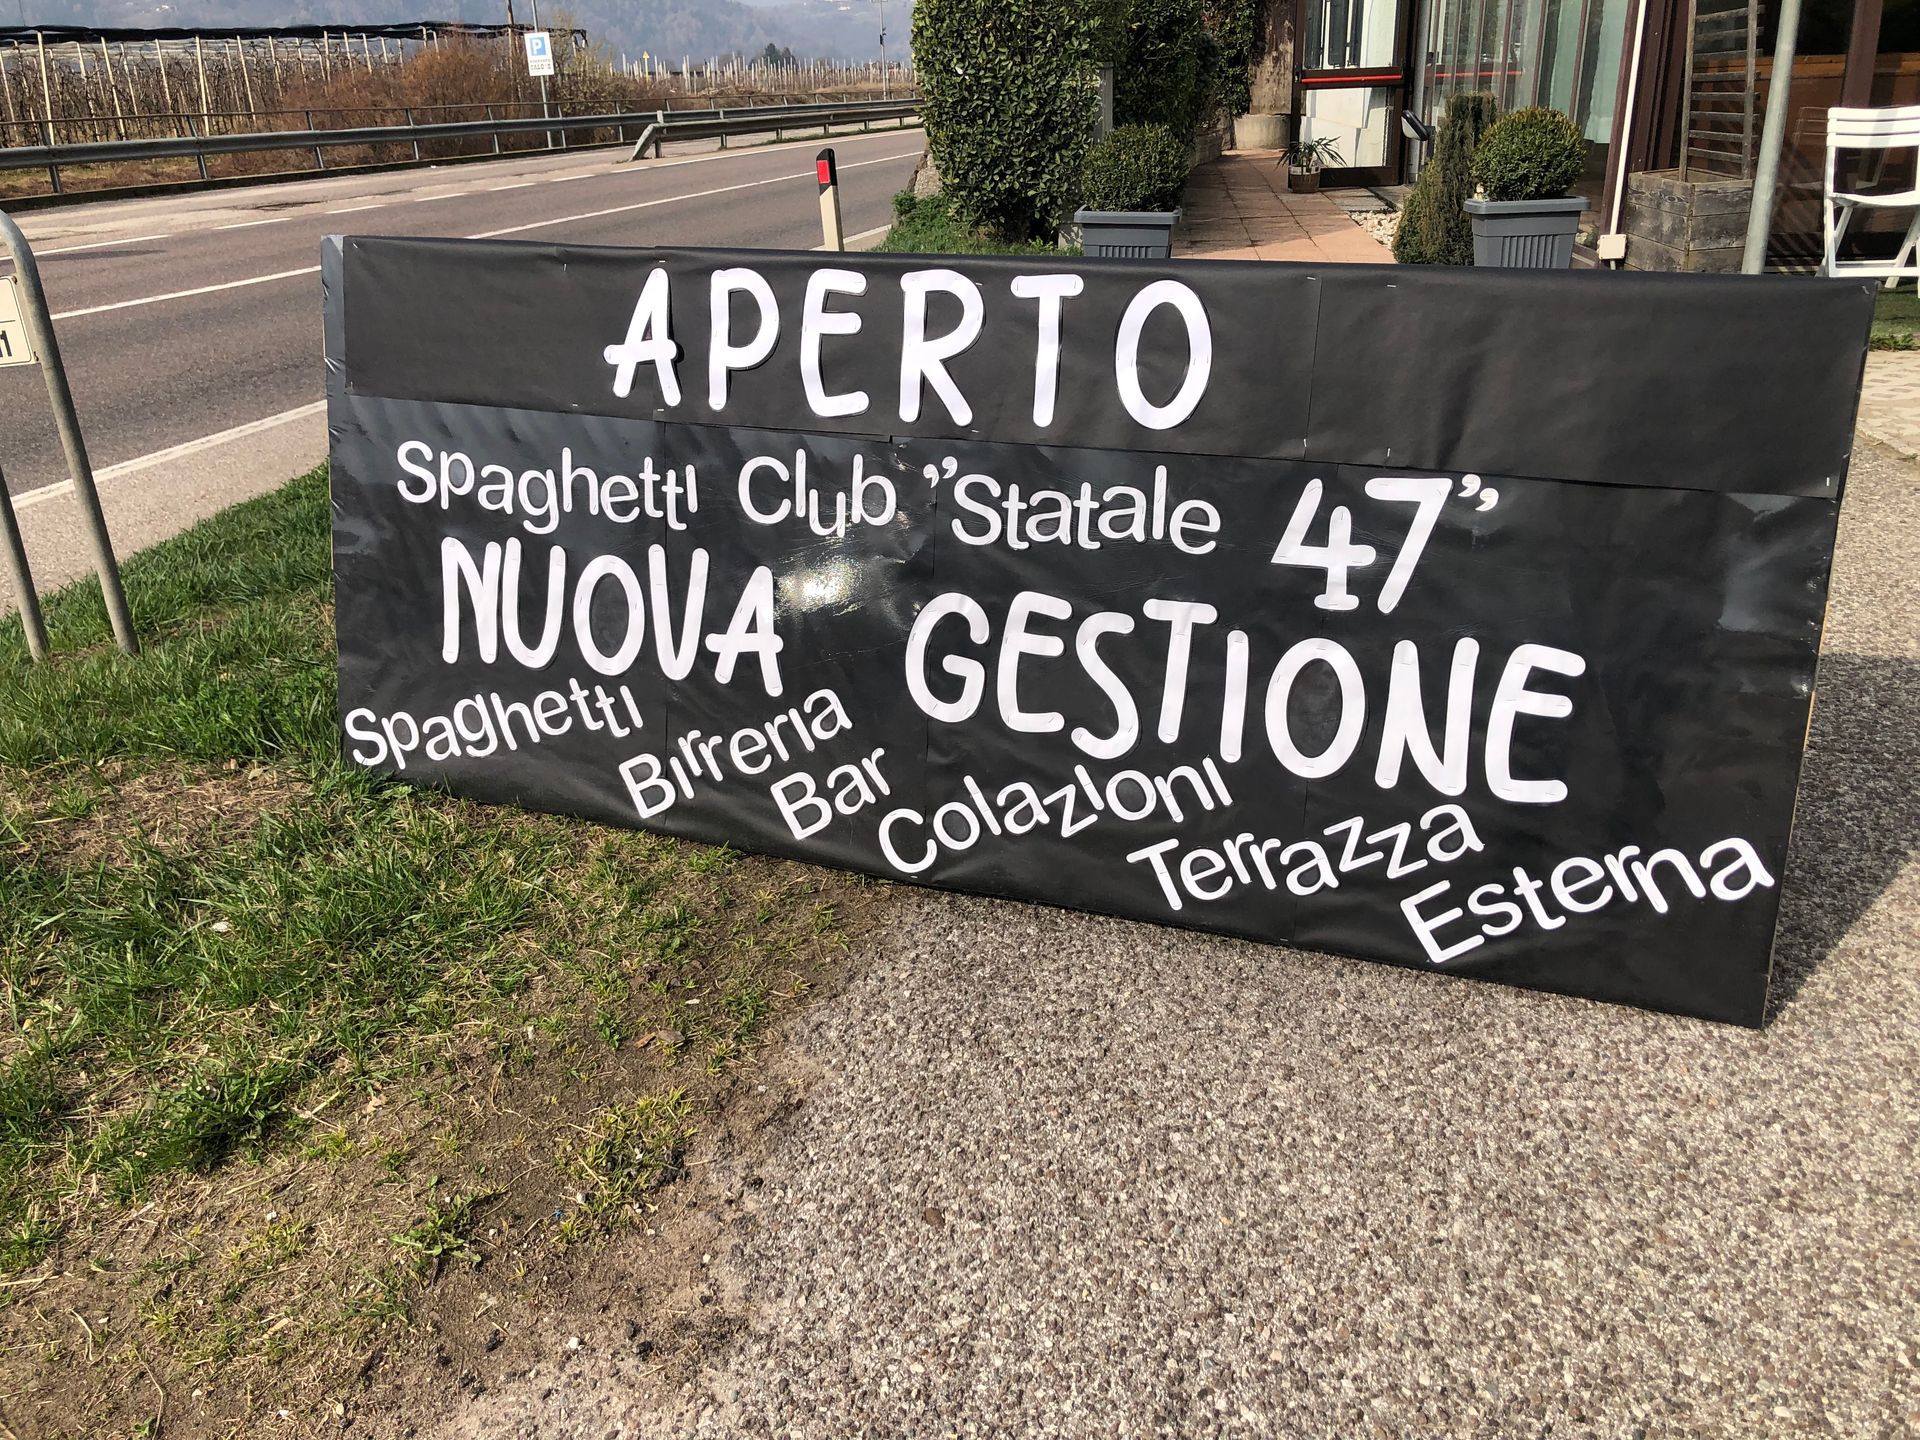 P
APERTO
Spaghetti Club "Statale 47"
NUOVA GESTIONE
Spaghetti
Birreria
Bar
Colazioni
Terrazza
Esterna